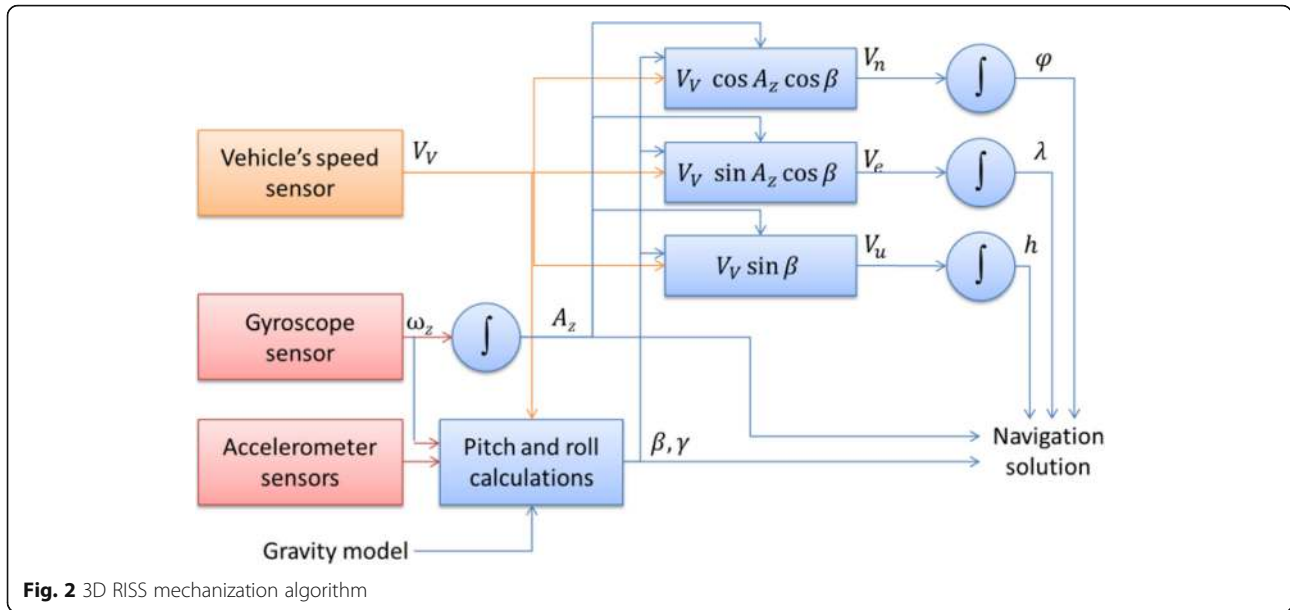 V_V cos A_z cos β
V_n
∫
φ
Vehicle's speed
sensor
V_V
V_V sin A_z cos β
V_e
∫
λ
V_V sin β
V_u
∫
h
Gyroscope
sensor
ω_z
∫
A_z
Accelerometer
sensors
Pitch and roll
calculations
β, γ
Navigation
solution
Gravity model
Fig. 2 3D RISS mechanization algorithm